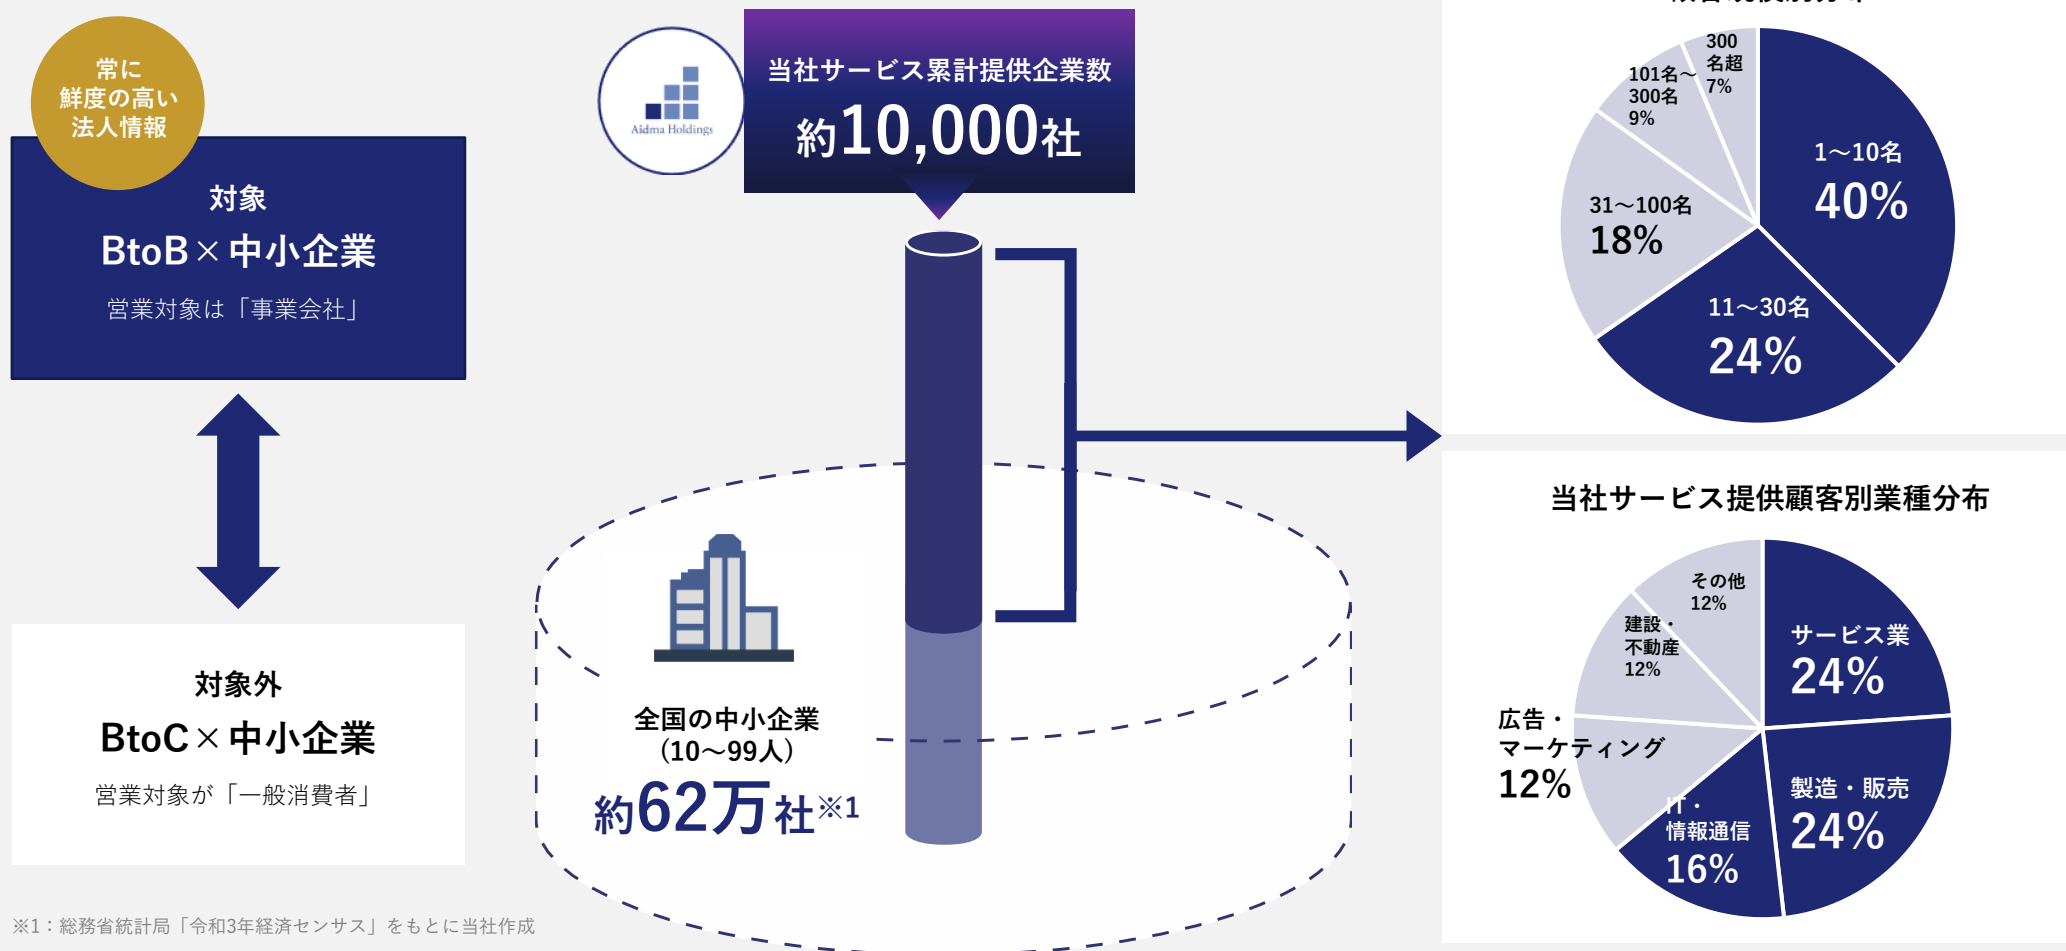 常に
鮮度の高い
法人情報
対象
BtoB×中小企業
営業対象は「事業会社」
対象外
BtoC×中小企業
営業対象が「一般消費者」
※1：総務省統計局「令和3年経済センサス」をもとに当社作成
Aidma Holdings
当社サービス累計提供企業数
約10,000社
全国の中小企業
(10～99人)
約62万社※1
1～10名
40%
11～30名
24%
31～100名
18%
101名～
300名
9%
300
名超
7%
当社サービス提供顧客別業種分布
サービス業
24%
製造・販売
24%
IT・
情報通信
16%
広告・
マーケティング
12%
建設・
不動産
12%
その他
12%